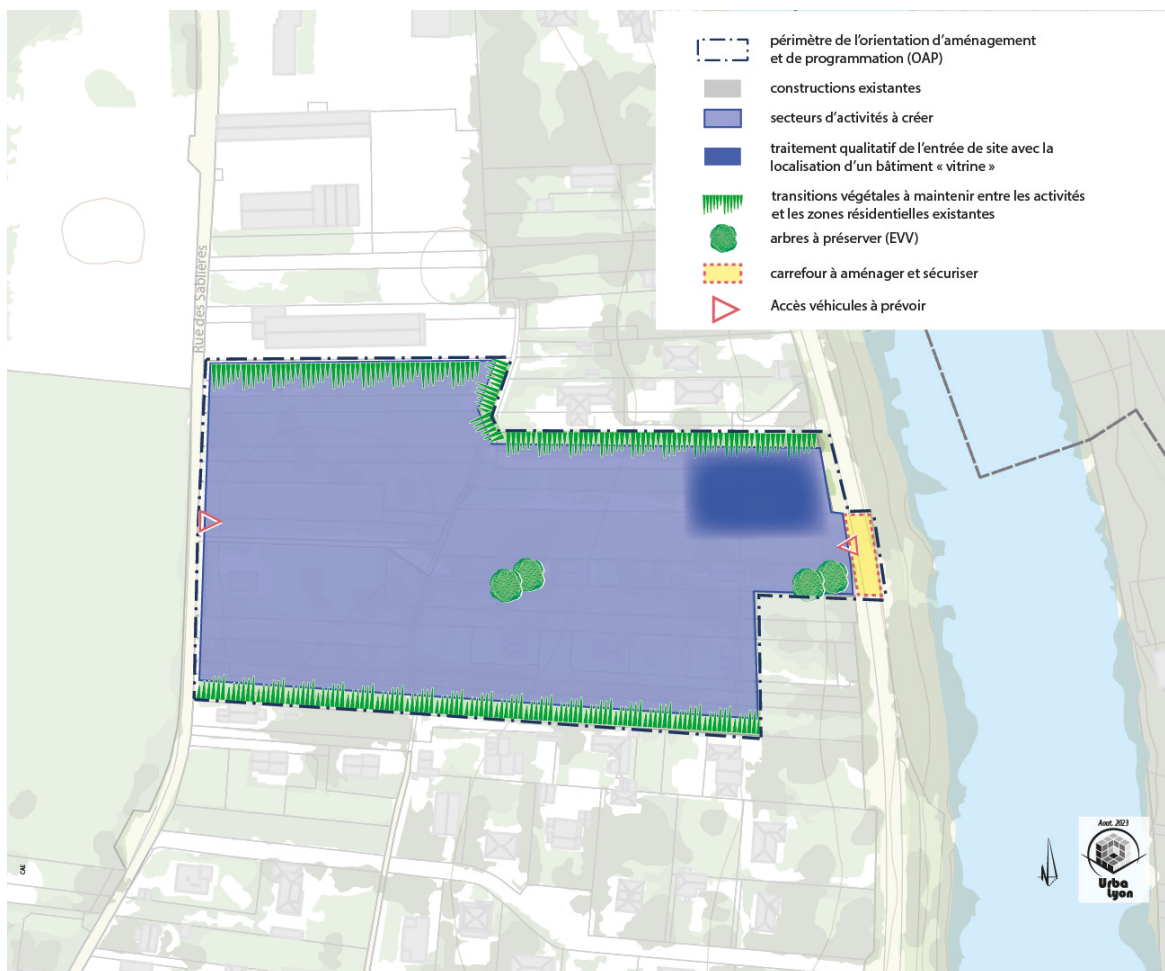 périmètre de l’orientation d’aménagement
et de programmation (OAP)
constructions existantes
secteurs d’activités à créer
traitement qualitatif de l’entrée de site avec la
localisation d’un bâtiment « vitrine »
transitions végétales à maintenir entre les activités
et les zones résidentielles existantes
arbres à préserver (EVV)
carrefour à aménager et sécuriser
Accès véhicules à prévoir
Rue des Sablières
CAE
Aout. 2023
Urba
Lyon